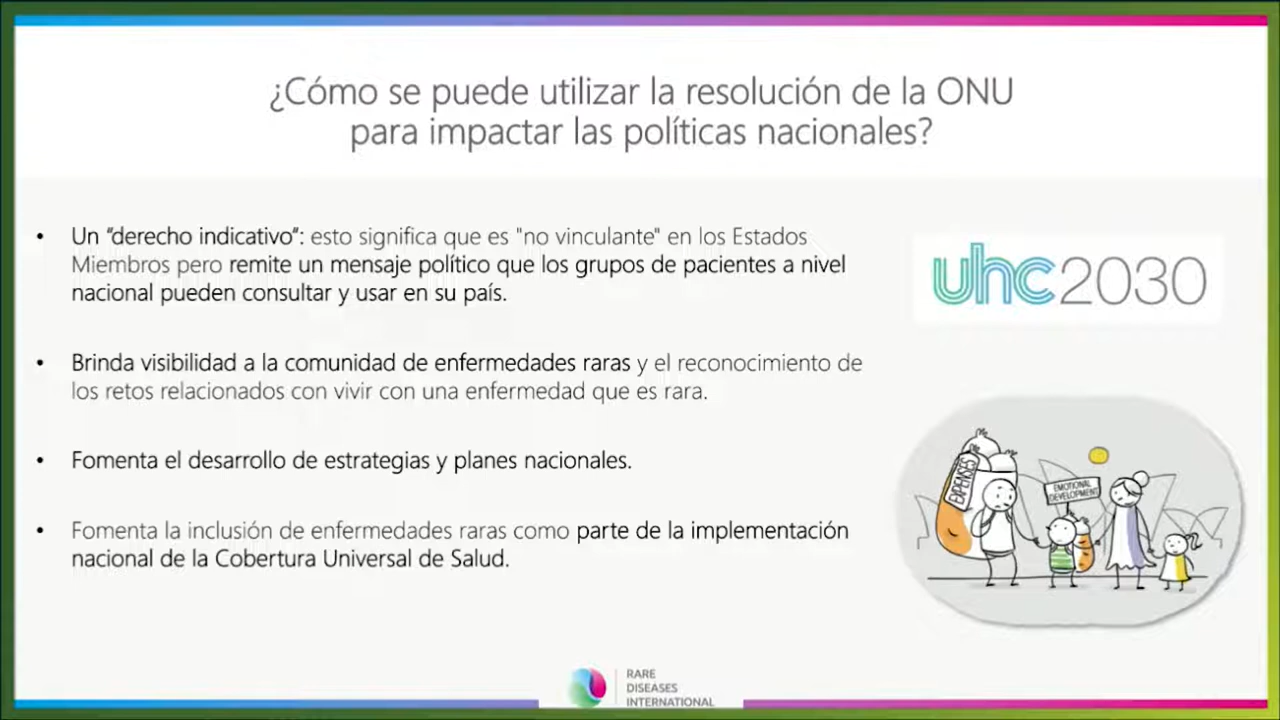 ¿Cómo se puede utilizar la resolución de la ONU
para impactar las políticas nacionales?
• Un “derecho indicativo”: esto significa que es "no vinculante" en los Estados
Miembros pero remite un mensaje político que los grupos de pacientes a nivel
nacional pueden consultar y usar en su país.
• Brinda visibilidad a la comunidad de enfermedades raras y el reconocimiento de
los retos relacionados con vivir con una enfermedad que es rara.
• Fomenta el desarrollo de estrategias y planes nacionales.
• Fomenta la inclusión de enfermedades raras como parte de la implementación
nacional de la Cobertura Universal de Salud.
uhc2030
EXPENSES
EMOTIONAL
DEVELOPMENT
RARE
DISEASES
INTERNATIONAL